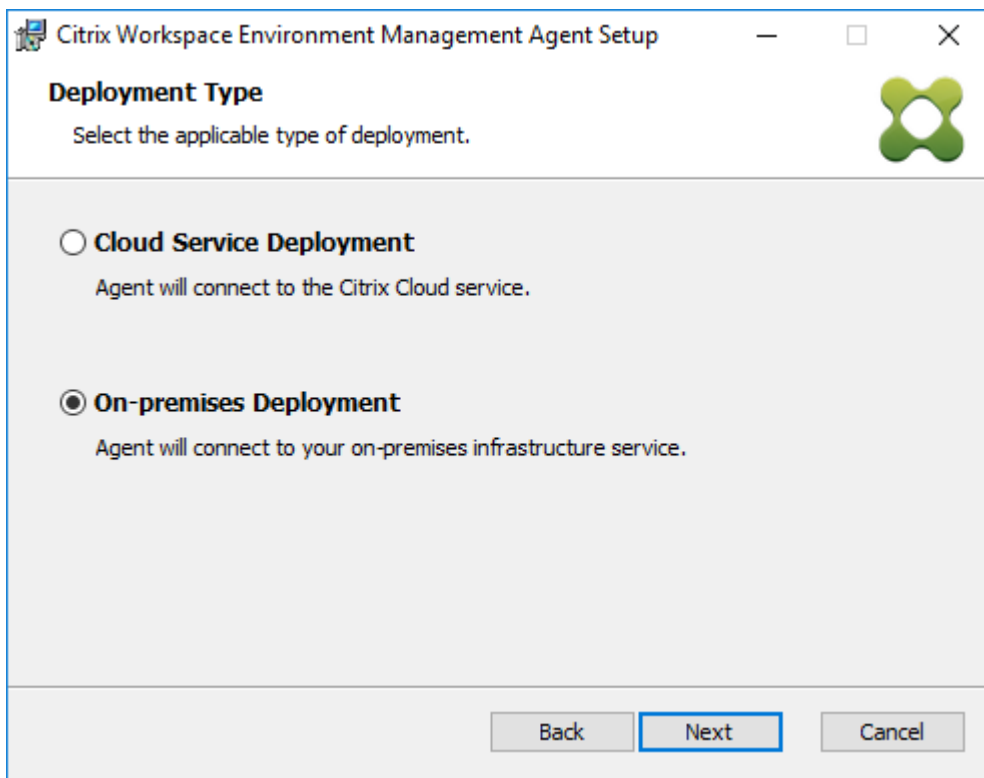 Citrix Workspace Environment Management Agent Setup
Deployment Type
Select the applicable type of deployment.
Cloud Service Deployment
Agent will connect to the Citrix Cloud service.
On-premises Deployment
Agent will connect to your on-premises infrastructure service.
Back Next Cancel